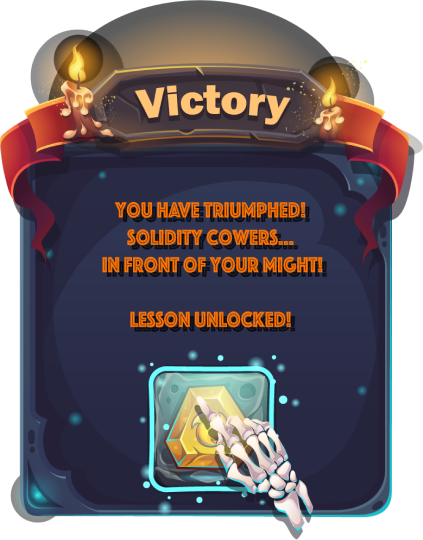 Victory
YOU HAVE TRIUMPHED!
SOLIDITY COWERS...
IN FRONT OF YOUR MIGHT!
LESSON UNLOCKED!